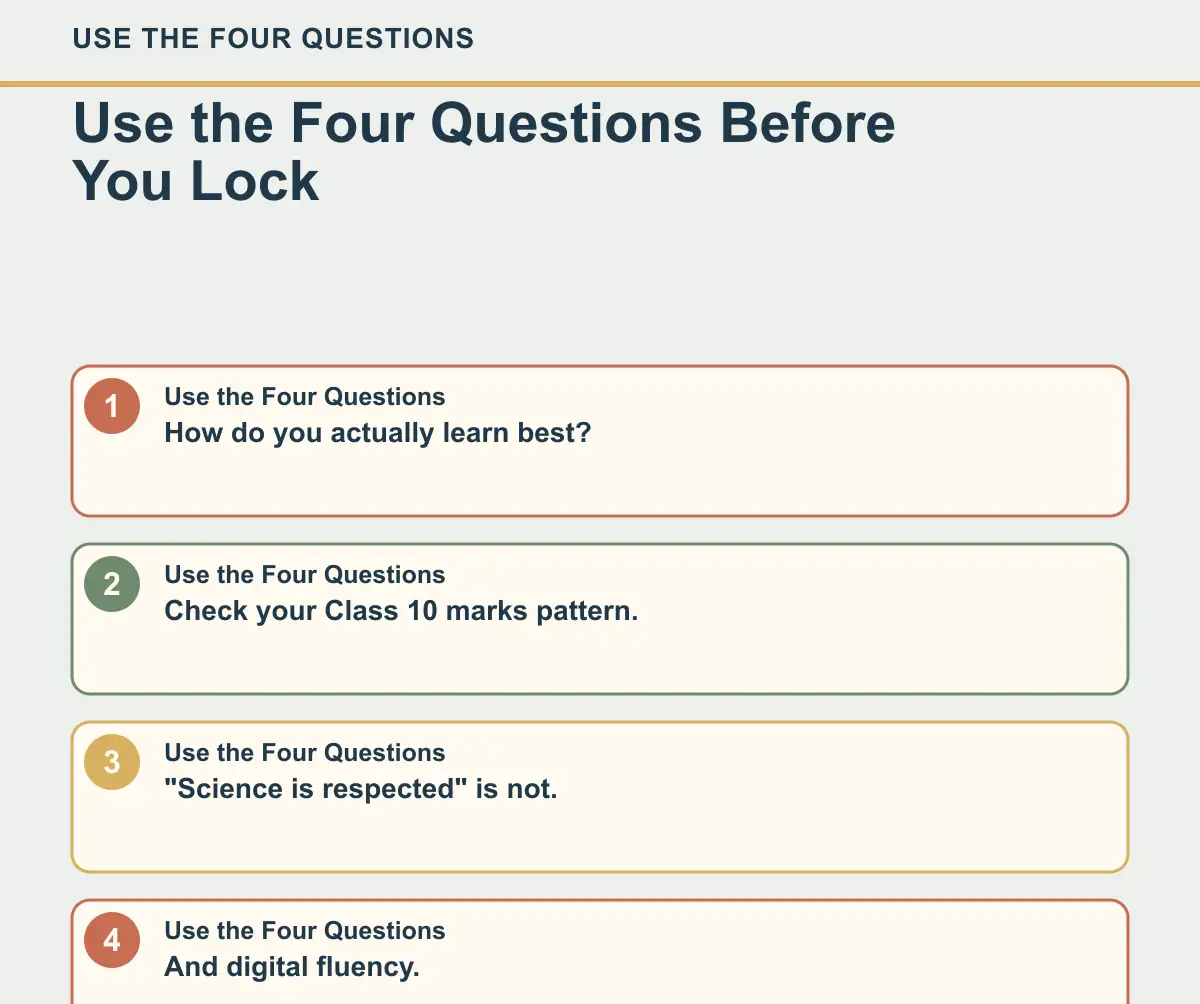 USE THE FOUR QUESTIONS
Use the Four Questions Before
You Lock
1
Use the Four Questions
How do you actually learn best?
2
Use the Four Questions
Check your Class 10 marks pattern.
3
Use the Four Questions
"Science is respected" is not.
4
Use the Four Questions
And digital fluency.